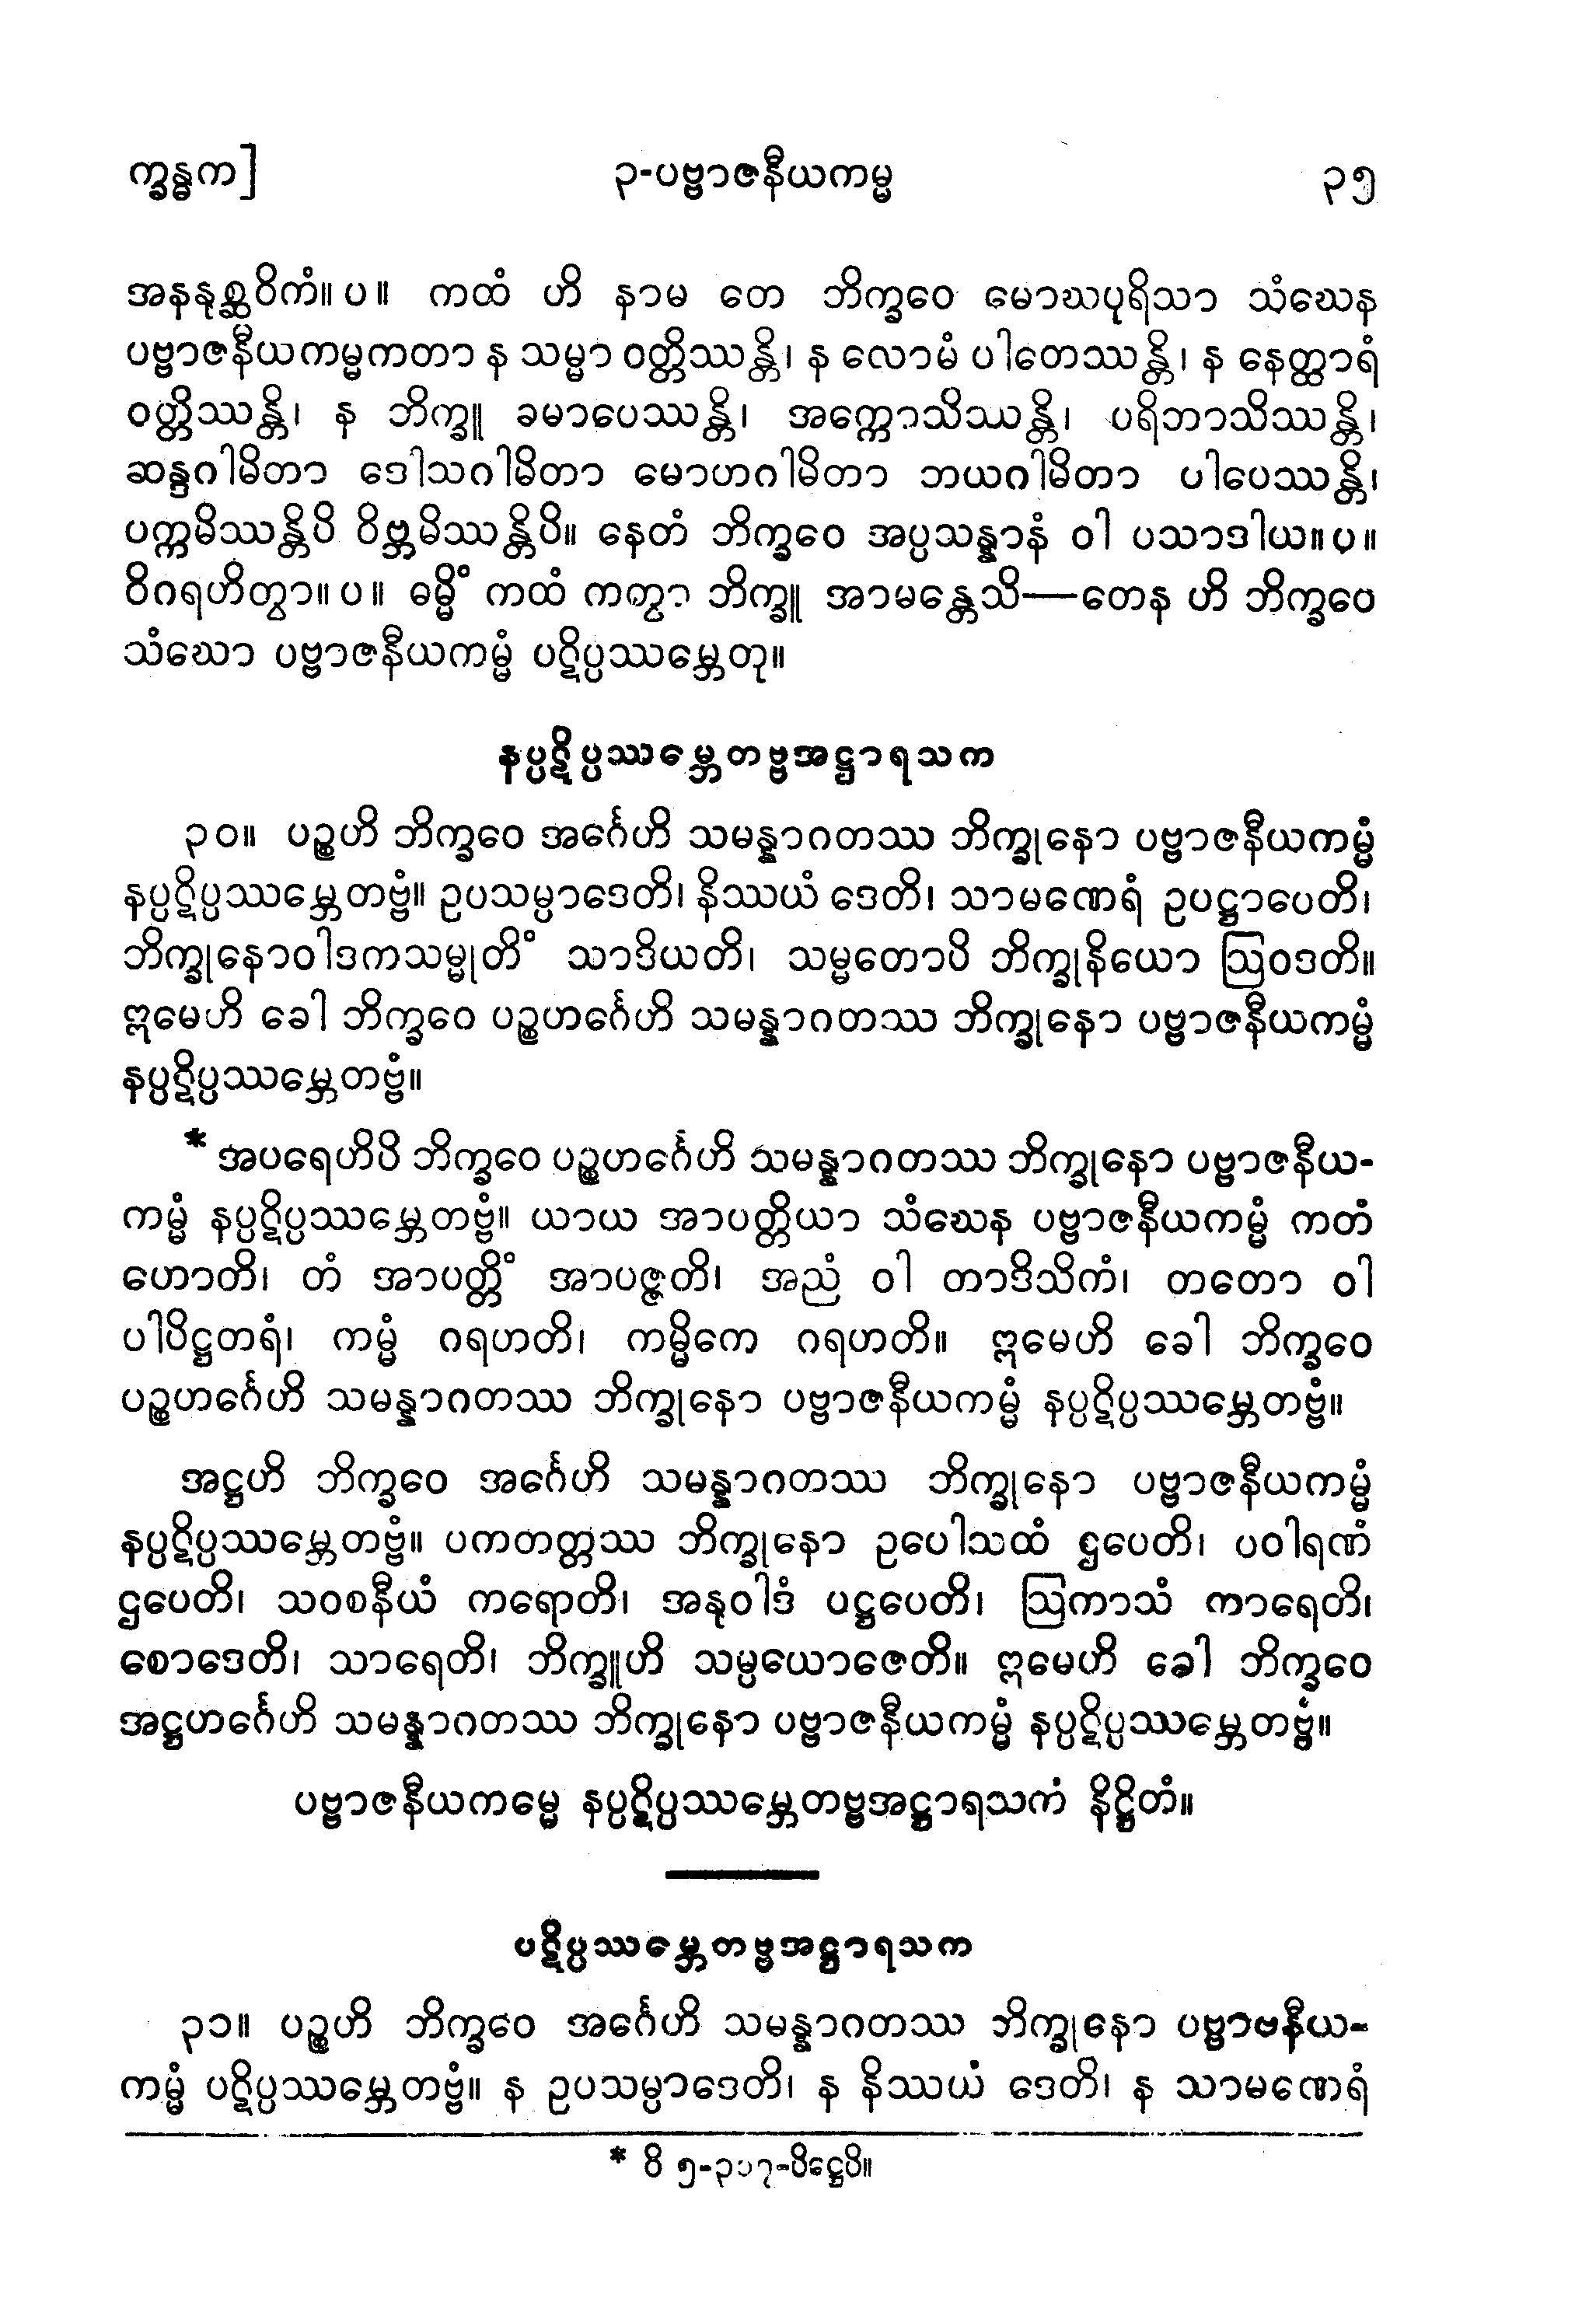 က္ခန္ဓက]
၃-ပဗ္ဗာဇနီယကမ္မ
၃၅
အနနုစ္ဆဝိကံ။ ပ။ ကထံ ဟိ နာမ တေ ဘိက္ခဝေ မောဃပုရိသာ သံဃေန
ပဗ္ဗာဇနီယကမ္မကတာ န သမ္မာ ဝတ္တိဿန္တိ၊ န လောမံ ပါတေဿန္တိ၊ န နေတ္ထာရံ
ဝတ္တိဿန္တိ၊ န ဘိက္ခူ ခမာပေဿန္တိ၊ အက္ကောသိဿန္တိ၊ ပရိဘာသိဿန္တိ၊
ဆန္ဒဂါမိတာ ဒေါသဂါမိတာ မောဟဂါမိတာ ဘယဂါမိတာ ပါပေဿန္တိ၊
ပက္ကမိဿန္တိပိ ဝိဗ္ဘမိဿန္တိပိ။ နေတံ ဘိက္ခဝေ အပ္ပသန္နာနံ ဝါ ပသာဒါယ။ ပ။
ဝိဂရဟိတွာ။ ပ။ ဓမ္မိံ ကထံ ကတွာ ဘိက္ခူ အာမန္တေသိ—တေန ဟိ ဘိက္ခဝေ
သံဃော ပဗ္ဗာဇနီယကမ္မံ ပဋိပ္ပဿမ္ဘေတု။
နပ္ပဋိပ္ပဿမ္ဘေတဗ္ဗအဋ္ဌာရသက
၃၀။ ပဉ္စဟိ ဘိက္ခဝေ အင်္ဂေဟိ သမန္နာဂတဿ ဘိက္ခုနော ပဗ္ဗာဇနီယကမ္မံ
နပ္ပဋိပ္ပဿမ္ဘေတဗ္ဗံ။ ဥပသမ္ပာဒေတိ၊ နိဿယံ ဒေတိ၊ သာမဏေရံ ဥပဋ္ဌာပေတိ၊
ဘိက္ခုနောဝါဒကသမ္မုတိံ သာဒိယတိ၊ သမ္မတောပိ ဘိက္ခုနိယော ဩဝဒတိ။
ဣမေဟိ ခေါ ဘိက္ခဝေ ပဉ္စဟင်္ဂေဟိ သမန္နာဂတဿ ဘိက္ခုနော ပဗ္ဗာဇနီယကမ္မံ
နပ္ပဋိပ္ပဿမ္ဘေတဗ္ဗံ။
* အပရေဟိပိ ဘိက္ခဝေ ပဉ္စဟင်္ဂေဟိ သမန္နာဂတဿ ဘိက္ခုနော ပဗ္ဗာဇနီယ-
ကမ္မံ နပ္ပဋိပ္ပဿမ္ဘေတဗ္ဗံ။ ယာယ အာပတ္တိယာ သံဃေန ပဗ္ဗာဇနီယကမ္မံ ကတံ
ဟောတိ၊ တံ အာပတ္တိံ အာပဇ္ဇတိ၊ အညံ ဝါ တာဒိသိကံ၊ တတော ဝါ
ပါပိဋ္ဌတရံ၊ ကမ္မံ ဂရဟတိ၊ ကမ္မိကေ ဂရဟတိ။ ဣမေဟိ ခေါ ဘိက္ခဝေ
ပဉ္စဟင်္ဂေဟိ သမန္နာဂတဿ ဘိက္ခုနော ပဗ္ဗာဇနီယကမ္မံ နပ္ပဋိပ္ပဿမ္ဘေတဗ္ဗံ။
အဋ္ဌဟိ ဘိက္ခဝေ အင်္ဂေဟိ သမန္နာဂတဿ ဘိက္ခုနော ပဗ္ဗာဇနီယကမ္မံ
နပ္ပဋိပ္ပဿမ္ဘေတဗ္ဗံ။ ပကတတ္တဿ ဘိက္ခုနော ဥပေါသထံ ဌပေတိ၊ ပဝါရဏံ
ဌပေတိ၊ သဝစနီယံ ကရောတိ၊ အနုဝါဒံ ပဋ္ဌပေတိ၊ ဩကာသံ ကာရေတိ၊
စောဒေတိ၊ သာရေတိ၊ ဘိက္ခူဟိ သမ္ပယောဇေတိ။ ဣမေဟိ ခေါ ဘိက္ခဝေ
အဋ္ဌဟင်္ဂေဟိ သမန္နာဂတဿ ဘိက္ခုနော ပဗ္ဗာဇနီယကမ္မံ နပ္ပဋိပ္ပဿမ္ဘေတဗ္ဗံ။
ပဗ္ဗာဇနီယကမ္မေ နပ္ပဋိပ္ပဿမ္ဘေတဗ္ဗအဋ္ဌာရသကံ နိဋ္ဌိတံ။
ပဋိပ္ပဿမ္ဘေတဗ္ဗအဋ္ဌာရသက
၃၁။ ပဉ္စဟိ ဘိက္ခဝေ အင်္ဂေဟိ သမန္နာဂတဿ ဘိက္ခုနော ပဗ္ဗာဇနီယ-
ကမ္မံ ပဋိပ္ပဿမ္ဘေတဗ္ဗံ။ န ဥပသမ္ပာဒေတိ၊ န နိဿယံ ဒေတိ၊ န သာမဏေရံ
* ဝိ ၅-၃၁၇-ပိဋ္ဌေပိ။